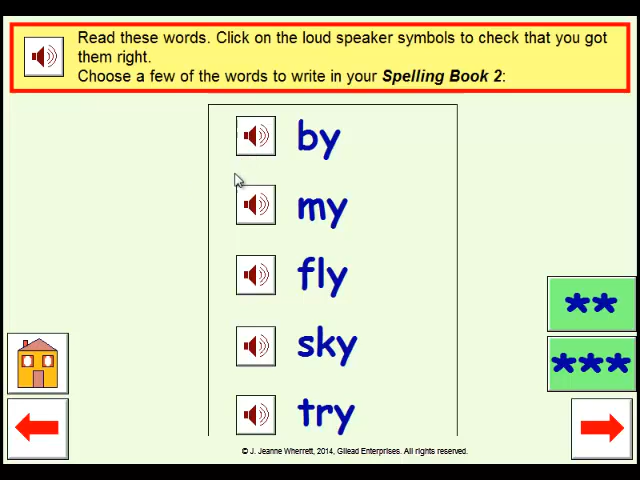 Read these words. Click on the loud speaker symbols to check that you got
them right.
Choose a few of the words to write in your Spelling Book 2:
by
my
fly
sky
try
**
***
© J. Jeanne Wherrett, 2014, Gilead Enterprises. All rights reserved.